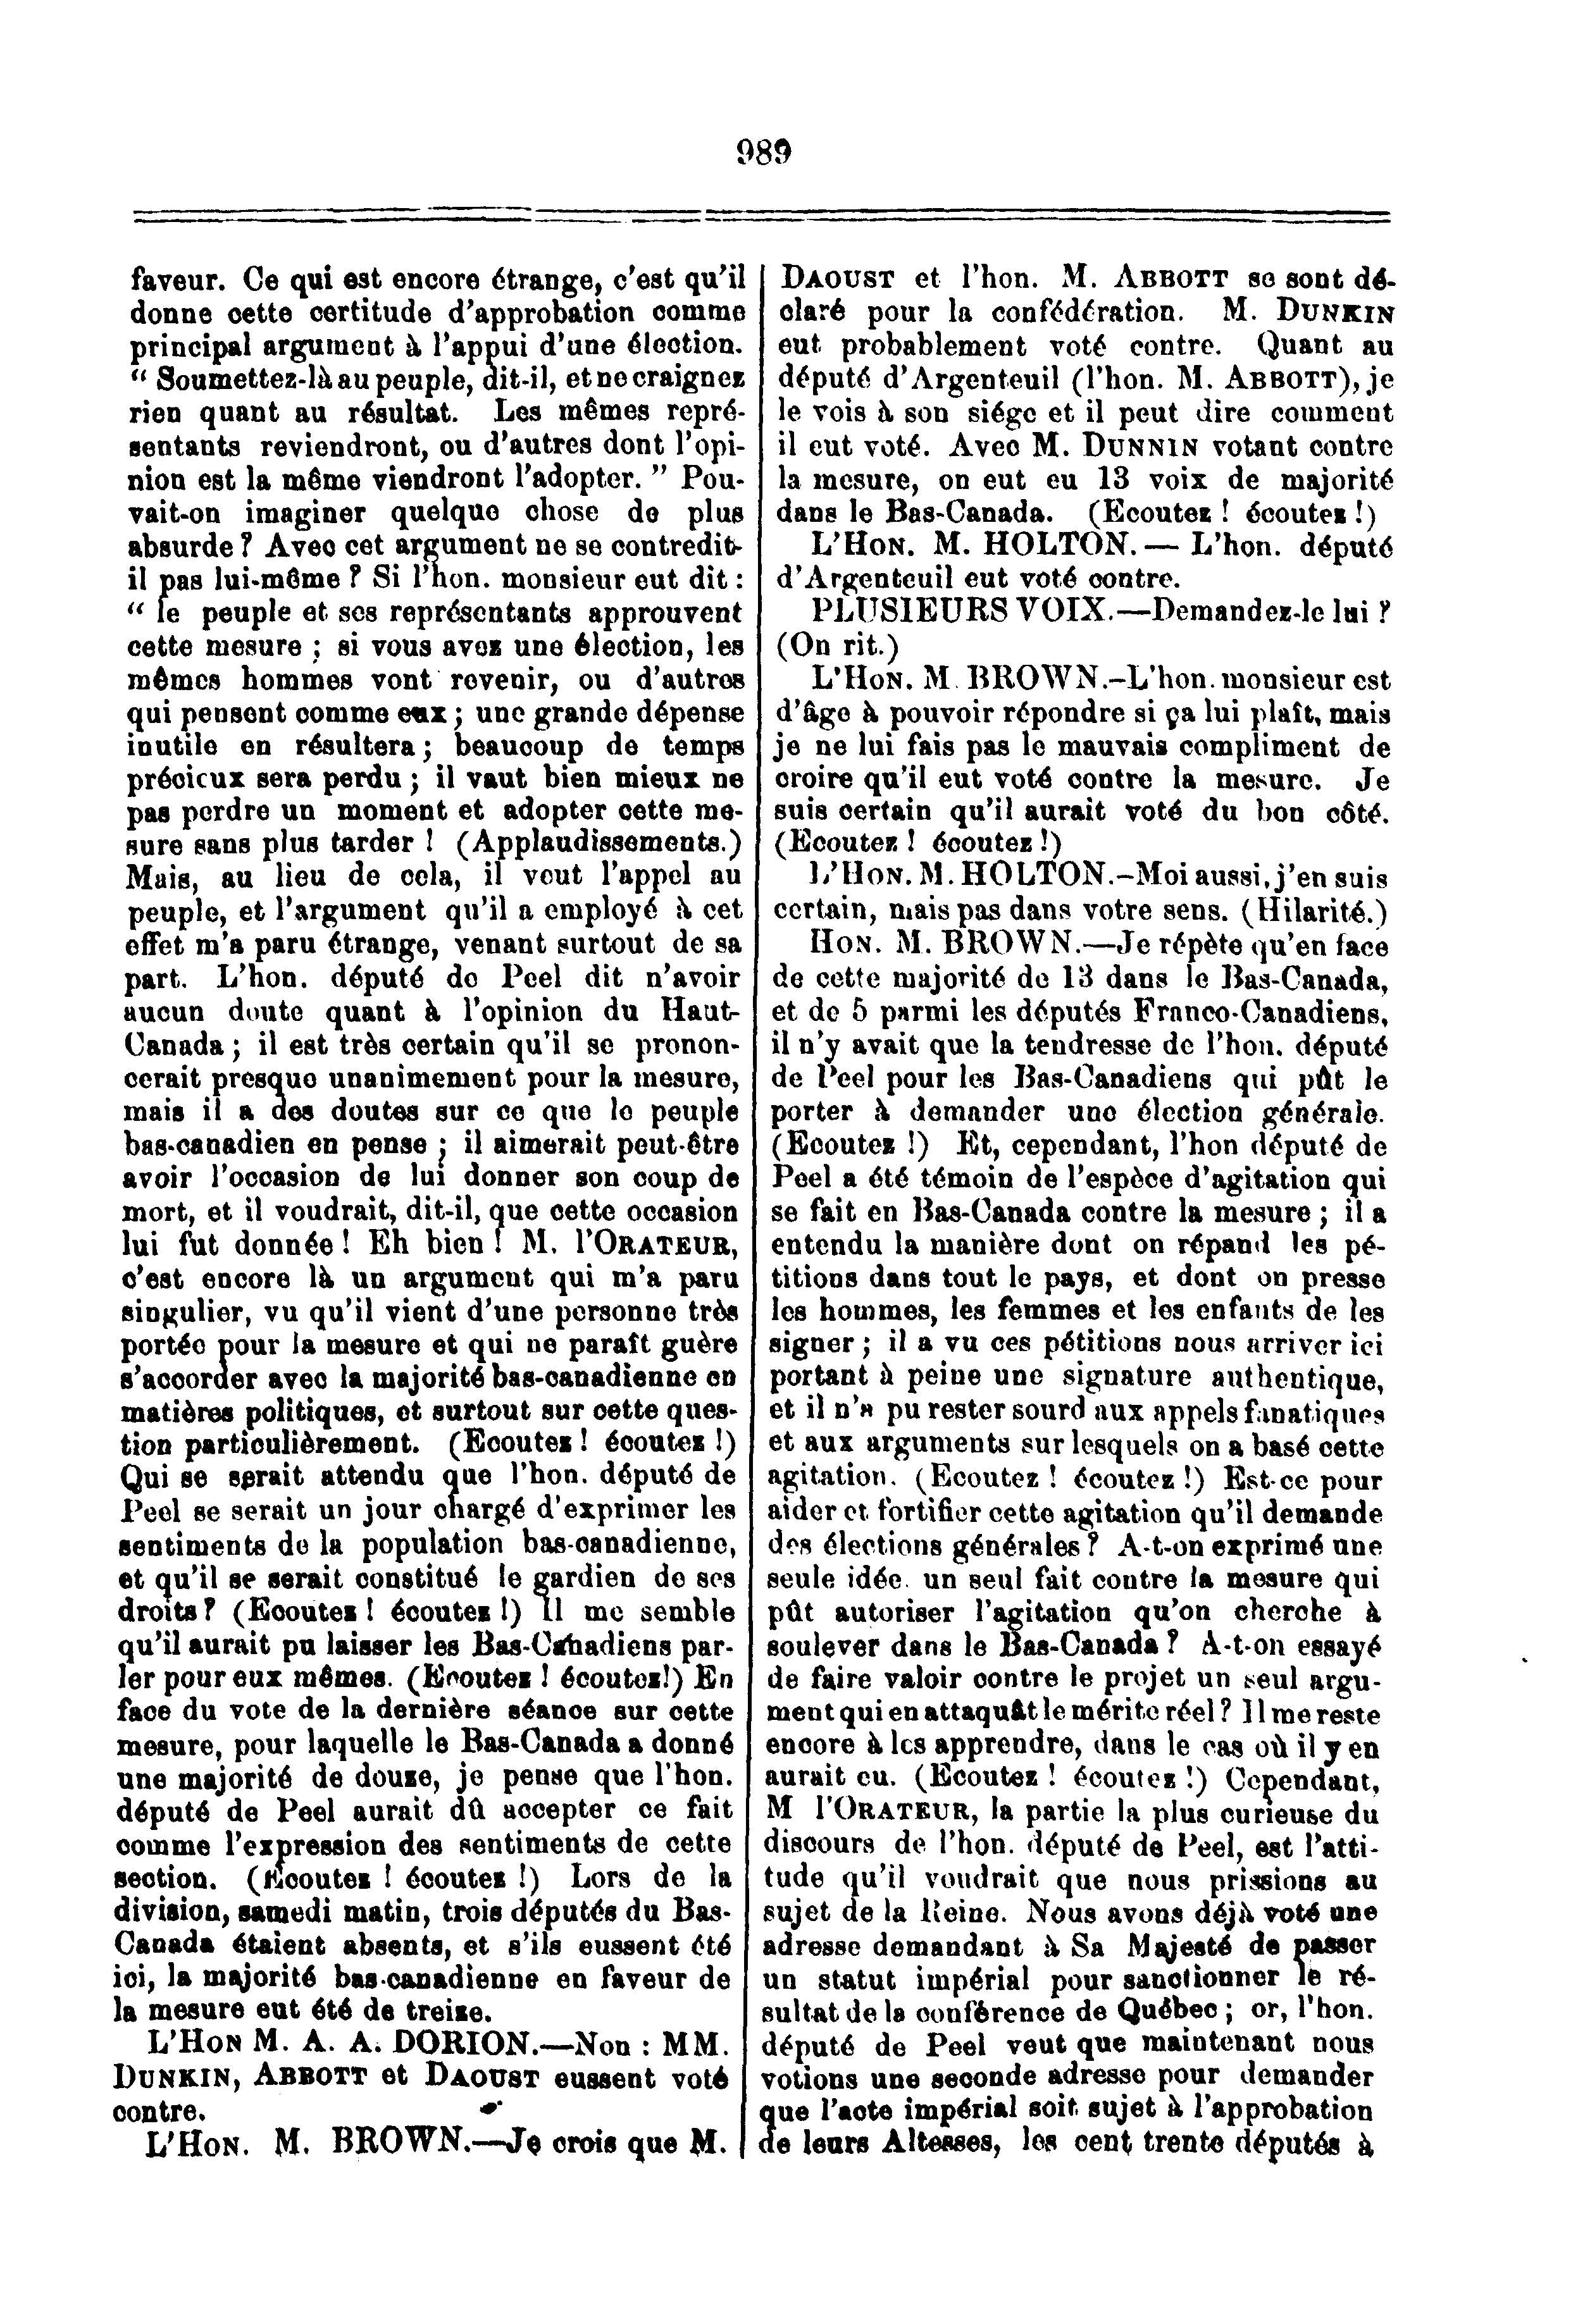 989
faveur. Ce qui est encore étrange, c'est qu'il
donne cette certitude d'approbation comme
principal argument à l'appui d'une élection.
“ Soumettez-là au peuple, dit-il, et ne craignez
rien quant au résultat. Les mêmes repré-
sentants reviendront, ou d'autres dont l'opi-
nion est la même viendront l'adopter. ” Pou-
vait-on imaginer quelque chose de plus
absurde ? Avec cet argument ne se contredit-
il pas lui-même ? Si l'hon. monsieur eut dit :
“ le peuple et ses représentants approuvent
cette mesure ; si vous avez une élection, les
mêmes hommes vont revenir, ou d'autres
qui pensent comme eux ; une grande dépense
inutile en résultera ; beaucoup de temps
précieux sera perdu ; il vaut bien mieux ne
pas perdre un moment et adopter cette me-
sure sans plus tarder ! (Applaudissements.)
Mais, au lieu de cela, il veut l'appel au
peuple, et l'argument qu'il a employé à cet
effet m'a paru étrange, venant surtout de sa
part. L'hon. député de Peel dit n'avoir
aucun doute quant à l'opinion du Haut-
Canada ; il est très certain qu'il se pronon-
cerait presque unanimement pour la mesure,
mais il a des doutes sur ce que le peuple
bas-canadien en pense ; il aimerait peut-être
avoir l'occasion de lui donner son coup de
mort, et il voudrait, dit-il, que cette occasion
lui fut donnée ! Eh bien ! M. l'ORATEUR,
c'est encore là un argument qui m'a paru
singulier, vu qu'il vient d'une personne très
portée pour la mesure et qui ne paraît guère
s'accorder avec la majorité bas-canadienne en
matières politiques, et surtout sur cette ques-
tion particulièrement. (Ecoutez ! écoutez !)
Qui se serait attendu que l'hon. député de
Peel se serait un jour chargé d'exprimer les
sentiments de la population bas-canadienne,
et qu'il se serait constitué le gardien de ses
droits ? (Ecoutez ! écoutez !) Il me semble
qu'il aurait pu laisser les Bas-Canadiens par-
ler pour eux mêmes. (Ecoutez ! écoutez!) En
face du vote de la dernière séance sur cette
mesure, pour laquelle le Bas-Canada a donné
une majorité de douze, je pense que l'hon.
député de Peel aurait dû accepter ce fait
comme l'expression des sentiments de cette
section. (Ecoutez ! écoutez !) Lors de la
division, samedi matin, trois députés du Bas-
Canada étaient absents, et s'ils eussent été
ici, la majorité bas-canadienne en faveur de
la mesure eut été de treize.
L'HON M. A. A. DORION.—Non : MM.
DUNKIN, ABBOTT et DAOUST eussent voté
contre.
L'HON. M. BROWN.—Je crois que M.
DAOUST et l'hon. M. ABBOTT se sont dé-
claré pour la confédération. M. DUNKIN
eut probablement voté contre. Quant au
député d'Argenteuil (l'hon. M. ABBOTT), je
le vois à son siége et il peut dire comment
il eut voté. Avec M. DUNNIN votant contre
la mesure, on eut eu 13 voix de majorité
dans le Bas-Canada. (Ecoutez ! écoutez !)
L'HON. M. HOLTON. — L'hon. député
d'Argenteuil eut voté contre.
PLUSIEURS VOIX.—Demandez-le lui ?
(On rit.)
L'HON. M. BROWN.–L'hon. monsieur est
d'âge à pouvoir répondre si ça lui plaît, mais
je ne lui fais pas le mauvais compliment de
croire qu'il eut voté contre la mesure. Je
suis certain qu'il aurait voté du bon côté.
(Ecoutez ! écoutez !)
L'HON. M. HOLTON.–Moi aussi, j'en suis
certain, mais pas dans votre sens. (Hilarité.)
HON. M. BROWN.—Je répète qu'en face
de cette majorité de 13 dans le Bas-Canada,
et de 5 parmi les députés Franco-Canadiens,
il n'y avait que la tendresse de l'hon. député
de Peel pour les Bas-Canadiens qui pût le
porter à demander une élection générale.
(Ecoutez !) Et, cependant, l'hon député de
Peel a été témoin de l'espèce d'agitation qui
se fait en Bas-Canada contre la mesure ; il a
entendu la manière dont on répand les pé-
titions dans tout le pays, et dont on presse
les hommes, les femmes et les enfants de les
signer ; il a vu ces pétitions nous arriver ici
portant à peine une signature authentique,
et il n'a pu rester sourd aux appels fanatiques
et aux arguments sur lesquels on a basé cette
agitation. (Ecoutez ! écoutez !) Est-ce pour
aider et fortifier cette agitation qu'il demande
des élections générales ? A-t-on exprimé une
seule idée, un seul fait contre la mesure qui
pût autoriser l'agitation qu'on cherche à
soulever dans le Bas-Canada ? A-t-on essayé
de faire valoir contre le projet un seul argu-
ment qui en attaquât le mérite réel ? Il me reste
encore à les apprendre, dans le cas où il y en
aurait eu. (Ecoutez ! écoutez !) Cependant,
M l'ORATEUR, la partie la plus curieuse du
discours de l'hon. député de Peel, est l'atti-
tude qu'il voudrait que nous prissions au
sujet de la Reine. Nous avons déjà voté une
adresse demandant à Sa Majesté de passer
un statut impérial pour sanctionner le ré-
sultat de la conférence de Québec ; or, l'hon.
député de Peel veut que maintenant nous
votions une seconde adresse pour demander
que l'acte impérial soit sujet à l'approbation
de leurs Altesses, les cent trente députés à